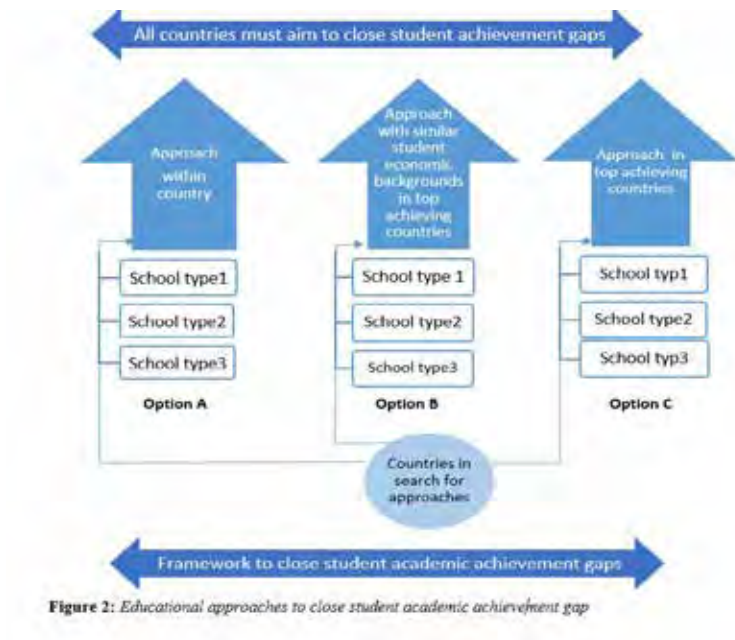 All countries must aim to close student achievement gaps
Approach
within
country
Approach
with similar
student
economic
backgrounds
in top
achieving
countries
Approach in
top achieving
countries
School type1
School type2
School type3
Option A
School type 1
School type2
School type3
Option B
School typ1
School type2
School typ3
Option C
Countries in
search for
approaches
Framework to close student academic achievement gaps
Figure 2: Educational approaches to close student academic achievement gap